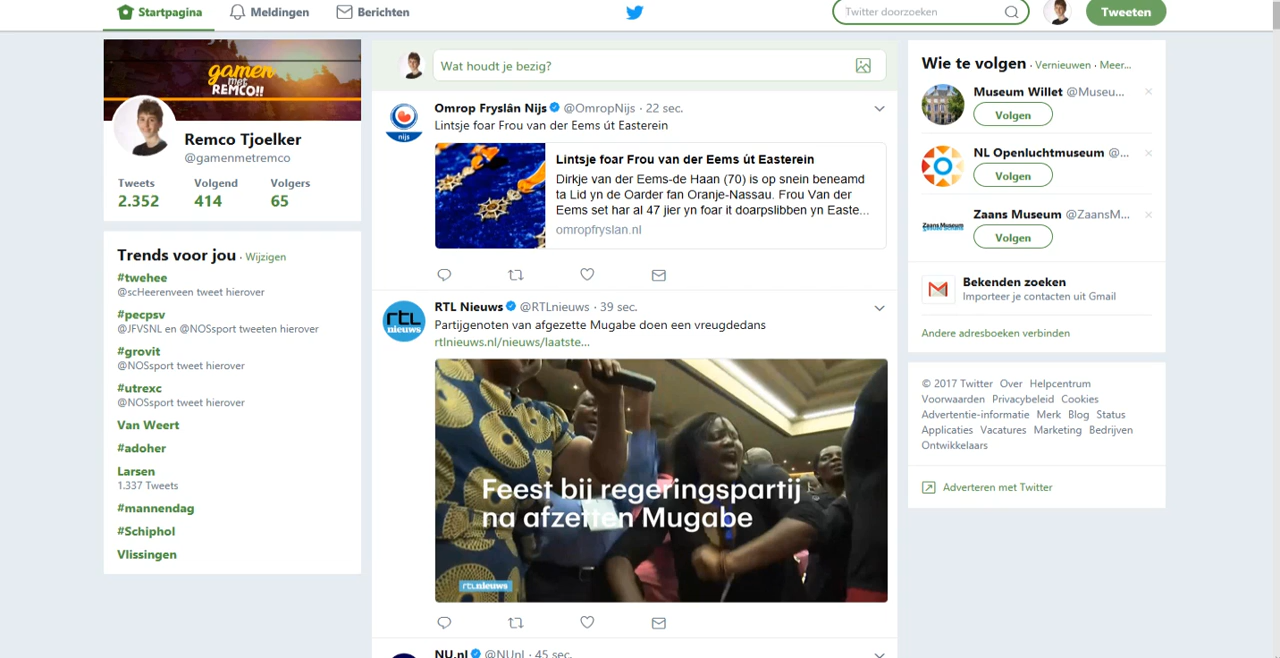 Startpagina
Meldingen
Berichten
Twitter doorzoeken
Tweeten
gamen
met
REMCO!!
Remco Tjoelker
@gamenmetremco
Tweets Volgend Volgers
2.352 414 65
Trends voor jou · Wijzigen
#twehee
@scHeerenveen tweet hierover
#pecpsv
@JFVSNL en @NOSsport tweeten hierover
#grovit
@NOSsport tweet hierover
#utrexc
@NOSsport tweet hierover
Van Weert
#adoher
Larsen
1.337 Tweets
#mannendag
#Schiphol
Vlissingen
Wat houdt je bezig?
nijs
Omrop Fryslân Nijs @OmropNijs · 22 sec.
Lintsje foar Frou van der Eems út Easterein
Lintsje foar Frou van der Eems út Easterein
Dirkje van der Eems-de Haan (70) is op snein beneamd
ta Lid yn de Oarder fan Oranje-Nassau. Frou Van der
Eems set har al 47 jier yn foar it doarpslibben yn Easte...
omropfryslan.nl
rtl
nieuws
RTL Nieuws @RTLnieuws · 39 sec.
Partijgenoten van afgezette Mugabe doen een vreugdedans
rtlnieuws.nl/nieuws/laatste...
Feest bij regeringspartij
na afzetten Mugabe
rtlnieuws
NU.nl @NUnl · 45 sec.
Wie te volgen · Vernieuwen · Meer...
Museum Willet @Museu...
Volgen
NL Openluchtmuseum @...
Volgen
Zaans Museum
Zaans Museum @ZaansM...
Volgen
Bekenden zoeken
Importeer je contacten uit Gmail
Andere adresboeken verbinden
© 2017 Twitter Over Helpcentrum
Voorwaarden Privacybeleid Cookies
Advertentie-informatie Merk Blog Status
Applicaties Vacatures Marketing Bedrijven
Ontwikkelaars
Adverteren met Twitter